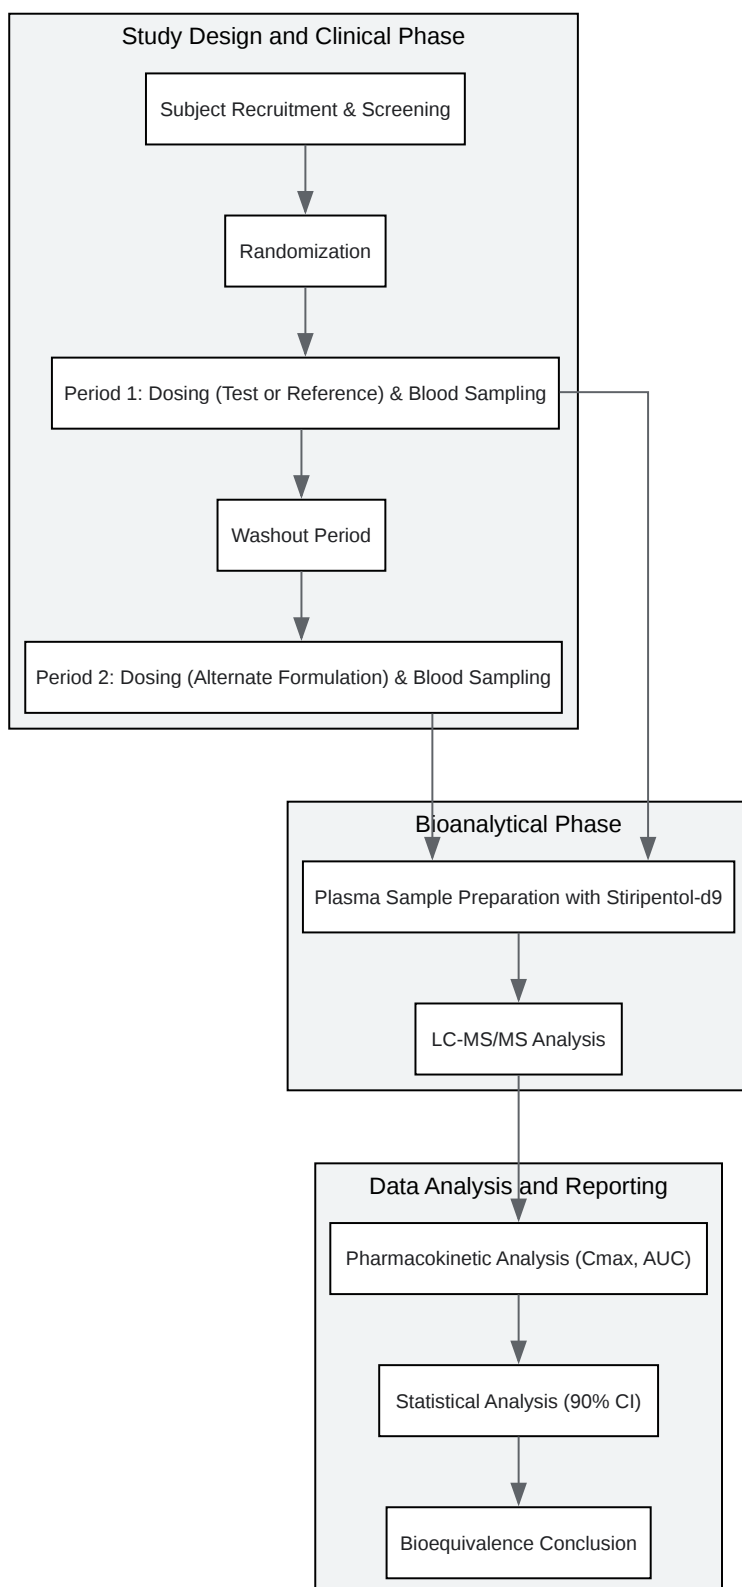 Study Design and Clinical Phase
Subject Recruitment & Screening
Randomization
Period 1: Dosing (Test or Reference) & Blood Sampling
Washout Period
Period 2: Dosing (Alternate Formulation) & Blood Sampling
Bioanalytical Phase
Plasma Sample Preparation with Stiripentol-d9
LC-MS/MS Analysis
Data Analysis and Reporting
Pharmacokinetic Analysis (Cmax, AUC)
Statistical Analysis (90% CI)
Bioequivalence Conclusion